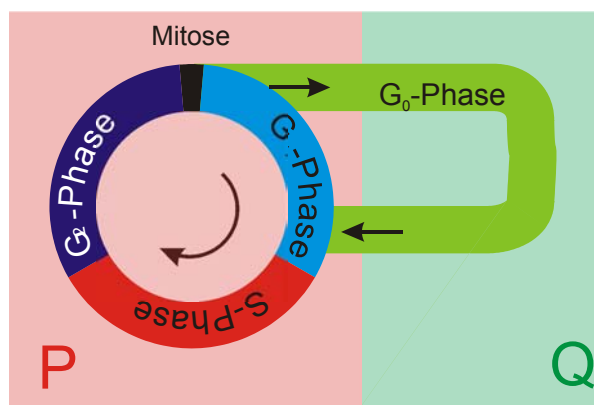 Mitose
G₀-Phase
G₁-Phase
G₂-Phase
S-Phase
P
Q